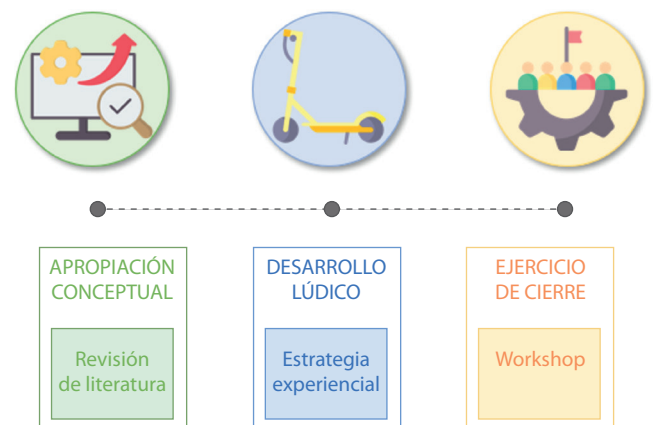 APROPIACIÓN
CONCEPTUAL
Revisión
de literatura
DESARROLLO
LÚDICO
Estrategia
experiencial
EJERCICIO
DE CIERRE
Workshop